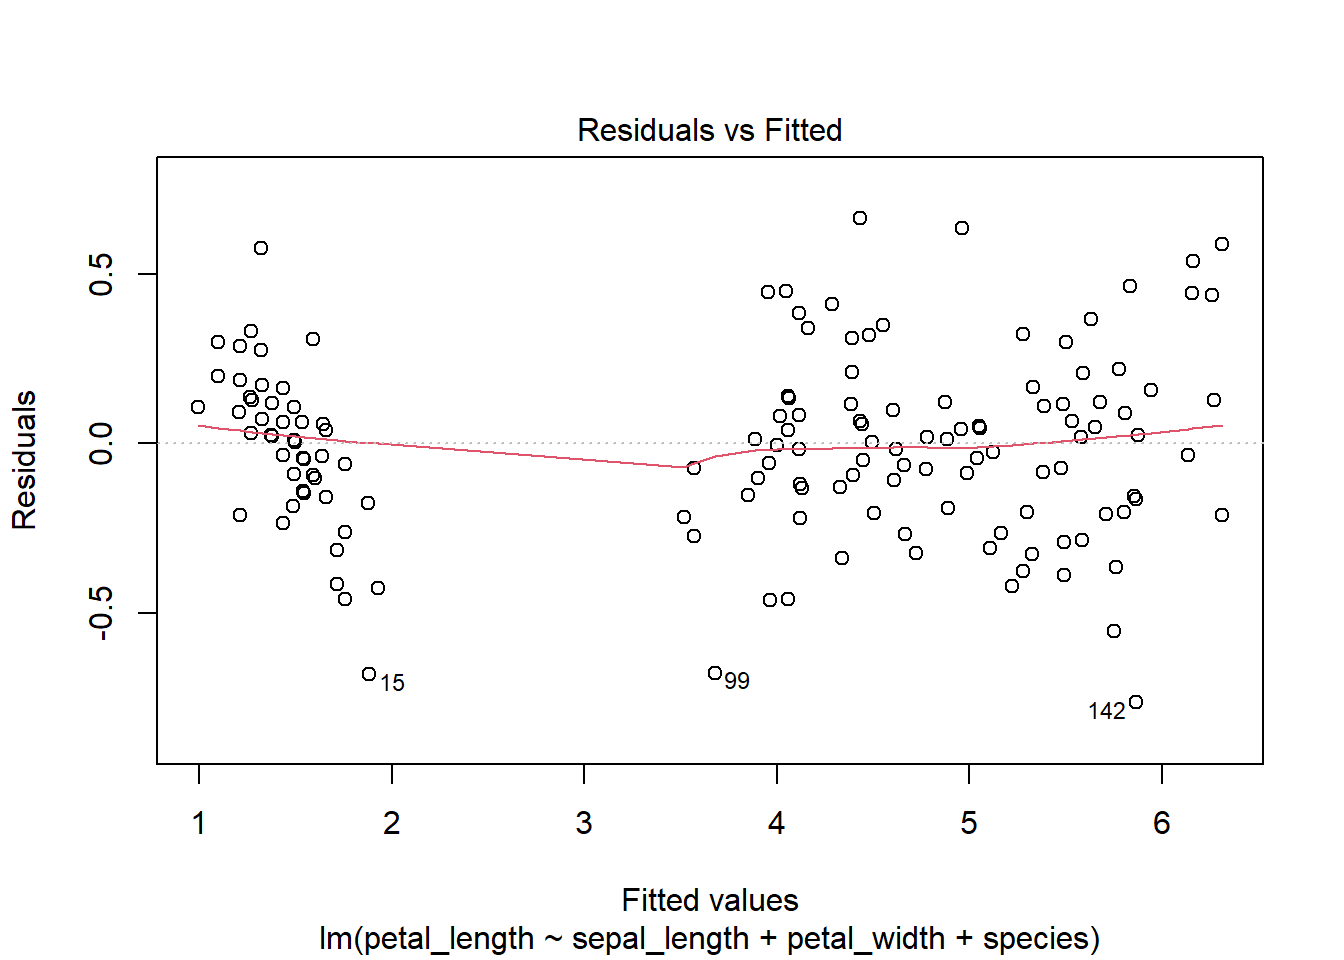 Residuals vs Fitted
Residuals
0.5
0.0
-0.5
15
99
142
1 2 3 4 5 6
Fitted values
lm(petal_length ~ sepal_length + petal_width + species)